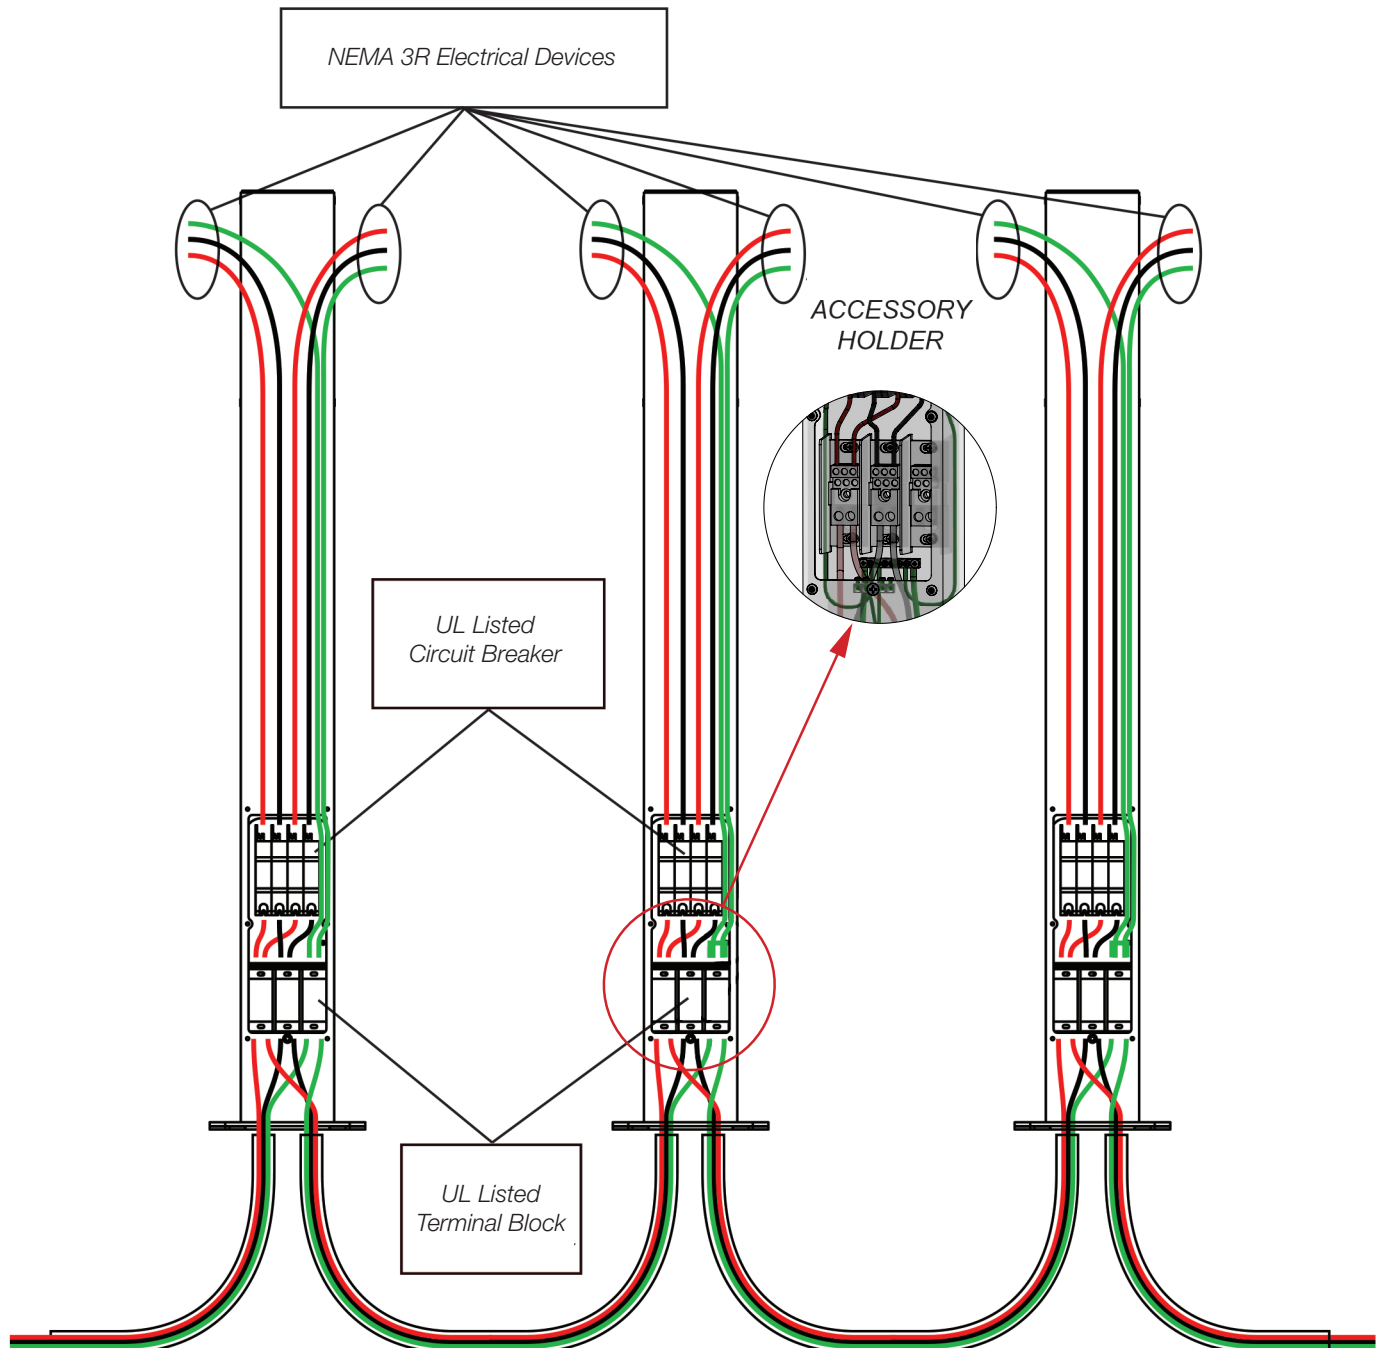 NEMA 3R Electrical Devices
ACCESSORY
HOLDER
UL Listed
Circuit Breaker
UL Listed
Terminal Block